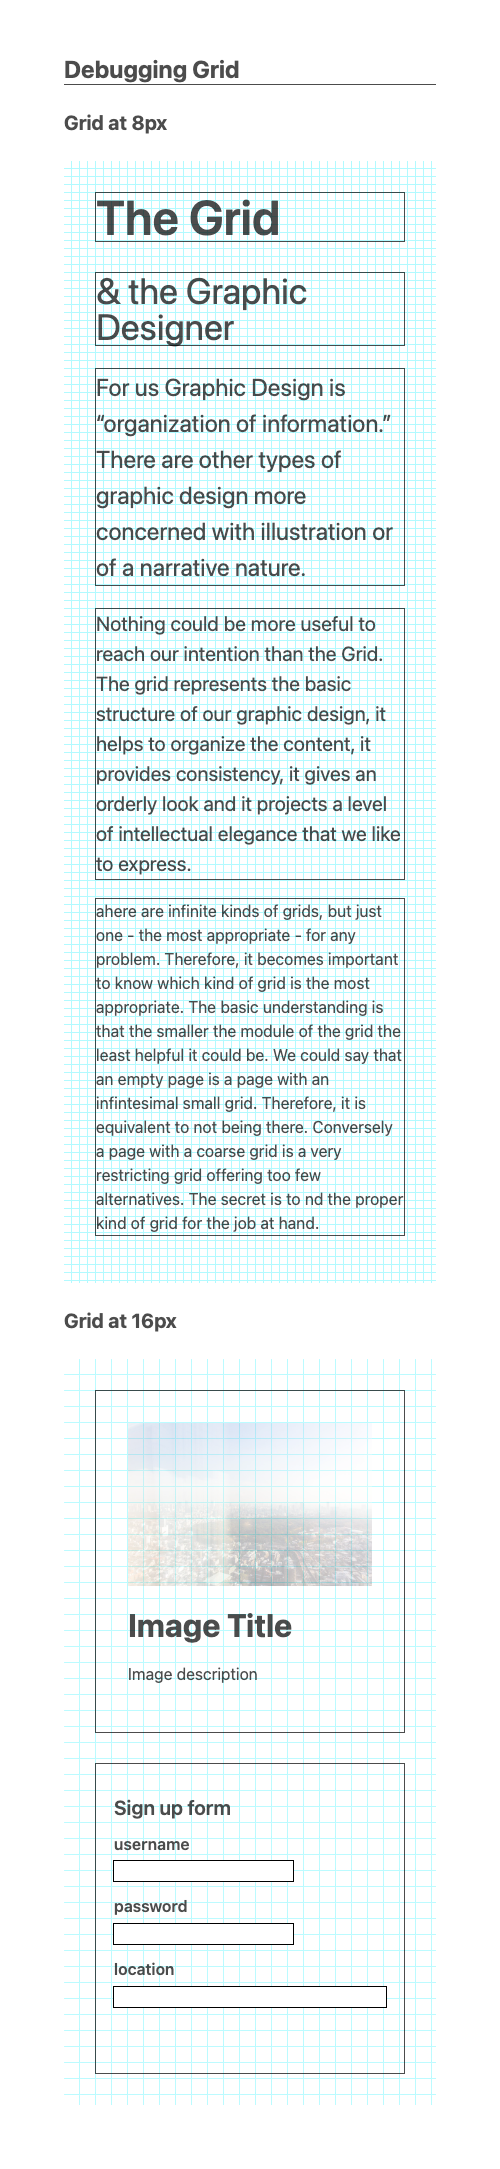 Debugging Grid
Grid at 8px
The Grid
& the Graphic
Designer
For us Graphic Design is
“organization of information.”
There are other types of
graphic design more
concerned with illustration or
of a narrative nature.
Nothing could be more useful to
reach our intention than the Grid.
The grid represents the basic
structure of our graphic design, it
helps to organize the content, it
provides consistency, it gives an
orderly look and it projects a level
of intellectual elegance that we like
to express.
ahere are infinite kinds of grids, but just
one - the most appropriate - for any
problem. Therefore, it becomes important
to know which kind of grid is the most
appropriate. The basic understanding is
that the smaller the module of the grid the
least helpful it could be. We could say that
an empty page is a page with an
infintesimal small grid. Therefore, it is
equivalent to not being there. Conversely
a page with a coarse grid is a very
restricting grid offering too few
alternatives. The secret is to nd the proper
kind of grid for the job at hand.
Grid at 16px
Image Title
Image description
Sign up form
username
password
location